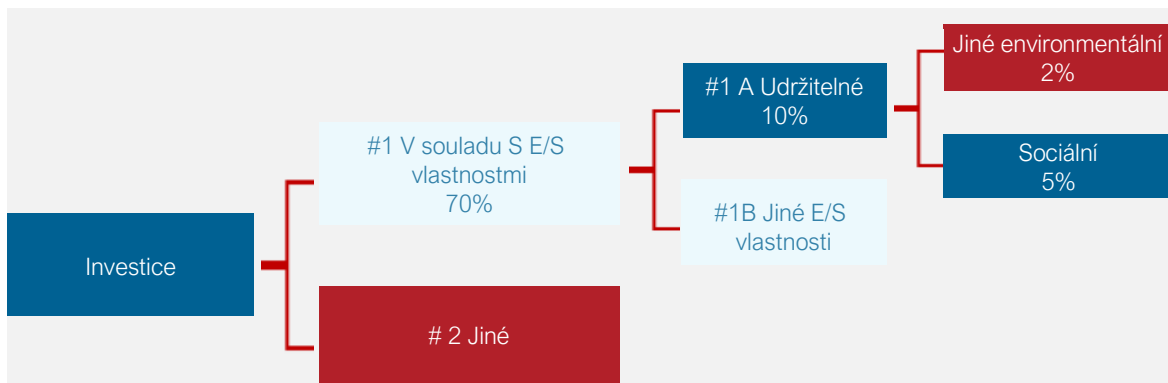 Investice
#1 V souladu S E/S
vlastnostmi
70%
# 2 Jiné
#1 A Udržitelné
10%
#1B Jiné E/S
vlastnosti
Jiné environmentální
2%
Sociální
5%